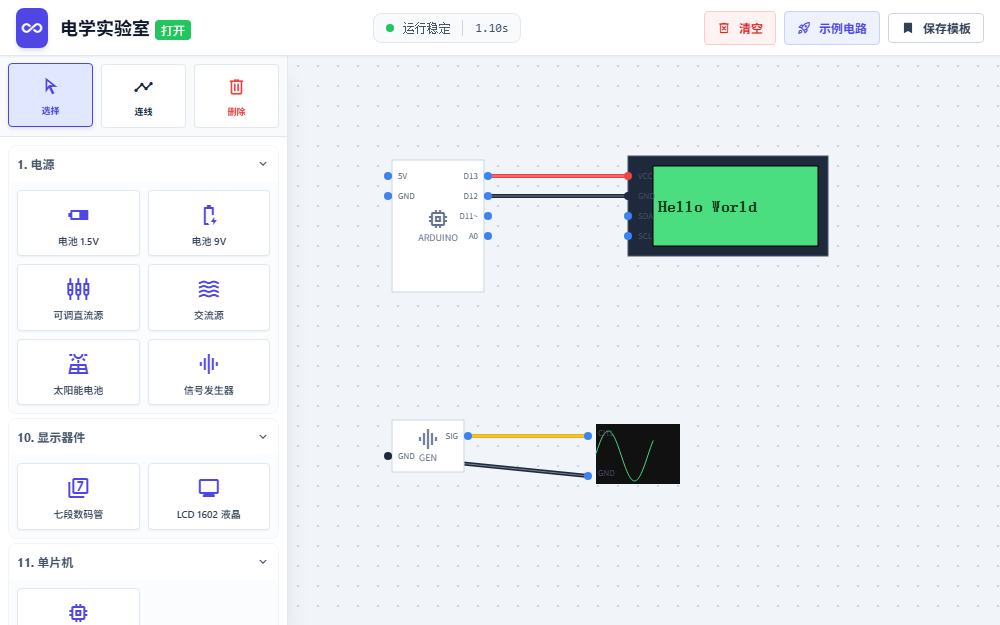 电学实验室 打开
运行稳定 1.10s
清空
示例电路
保存模板
选择
连线
删除
1. 电源
电池 1.5V
电池 9V
可调直流源
交流源
太阳能电池
信号发生器
10. 显示器件
7
七段数码管
LCD 1602 液晶
11. 单片机
5V
GND
D13
D12
D11~
A0
ARDUINO
VCC
GND
SDA
SCL
Hello World
SIG
GND
GEN
GND